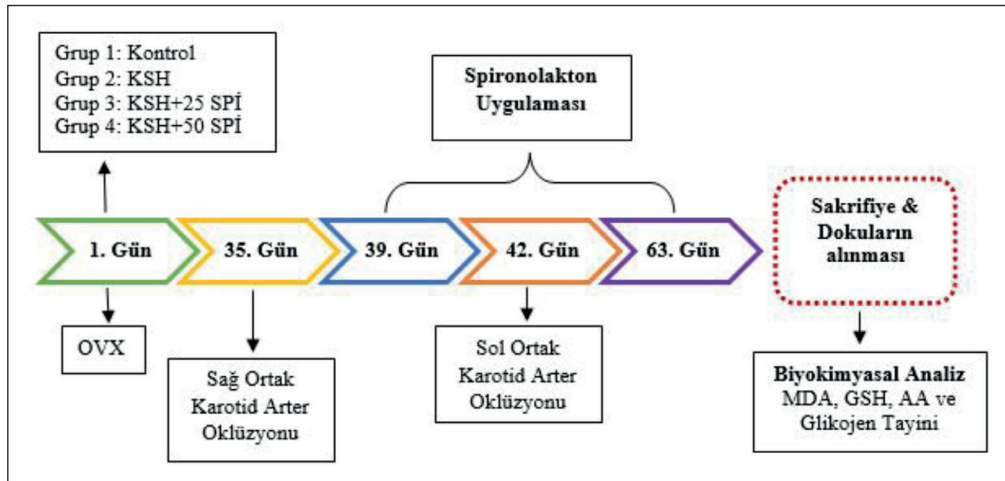 Grup 1: Kontrol
Grup 2: KSH
Grup 3: KSH+25 SPİ
Grup 4: KSH+50 SPİ
Spironolakton
Uygulaması
1. Gün
35. Gün
39. Gün
42. Gün
63. Gün
Sakrifiye &
Dokuların
alınması
OVX
Sağ Ortak
Karotid Arter
Oklüzyonu
Sol Ortak
Karotid Arter
Oklüzyonu
Biyokimyasal Analiz
MDA, GSH, AA ve
Glikojen Tayini